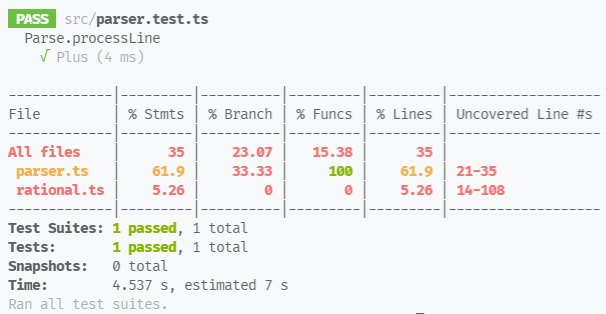 PASS src/parser.test.ts
Parse.processLine
√ Plus (4 ms)
-------------|---------|----------|---------|---------|-------------------
File | % Stmts | % Branch | % Funcs | % Lines | Uncovered Line #s
-------------|---------|----------|---------|---------|-------------------
All files | 35 | 23.07 | 15.38 | 35 |
parser.ts | 61.9 | 33.33 | 100 | 61.9 | 21-35
rational.ts | 5.26 | 0 | 0 | 5.26 | 14-108
-------------|---------|----------|---------|---------|-------------------
Test Suites: 1 passed, 1 total
Tests: 1 passed, 1 total
Snapshots: 0 total
Time: 4.537 s, estimated 7 s
Ran all test suites.